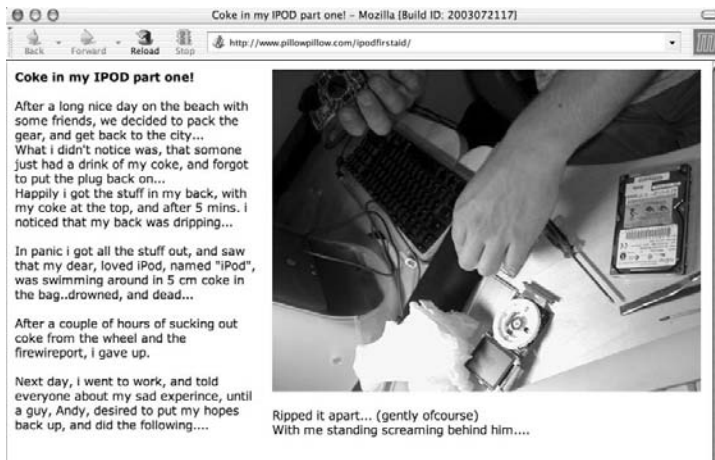 Coke in my IPOD part one! – Mozilla {Build ID: 2003072117}
Back
Forward
Reload
Stop
http://www.pillowpillow.com/ipodfirstaid/
Coke in my IPOD part one!
After a long nice day on the beach with
some friends, we decided to pack the
gear, and get back to the city...
What i didn't notice was, that somone
just had a drink of my coke, and forgot
to put the plug back on...
Happily i got the stuff in my back, with
my coke at the top, and after 5 mins. i
noticed that my back was dripping...
In panic i got all the stuff out, and saw
that my dear, loved iPod, named "iPod",
was swimming around in 5 cm coke in
the bag..drowned, and dead...
After a couple of hours of sucking out
coke from the wheel and the
firewireport, i gave up.
Next day, i went to work, and told
everyone about my sad experince, until
a guy, Andy, desired to put my hopes
back up, and did the following....
Ripped it apart... (gently ofcourse)
With me standing screaming behind him....